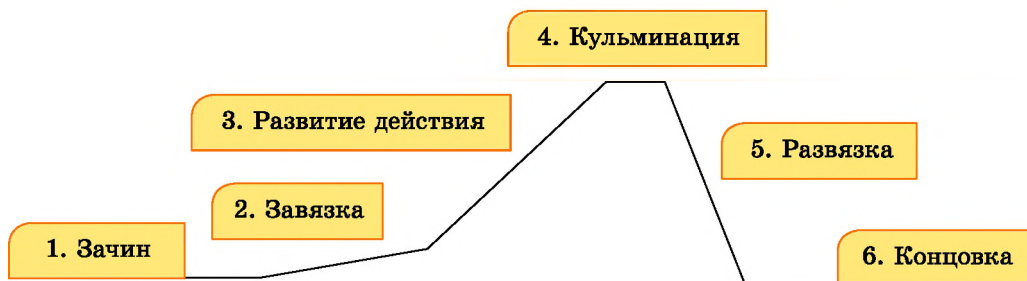 1. Зачин
2. Завязка
3. Развитие действия
4. Кульминация
5. Развязка
6. Концовка